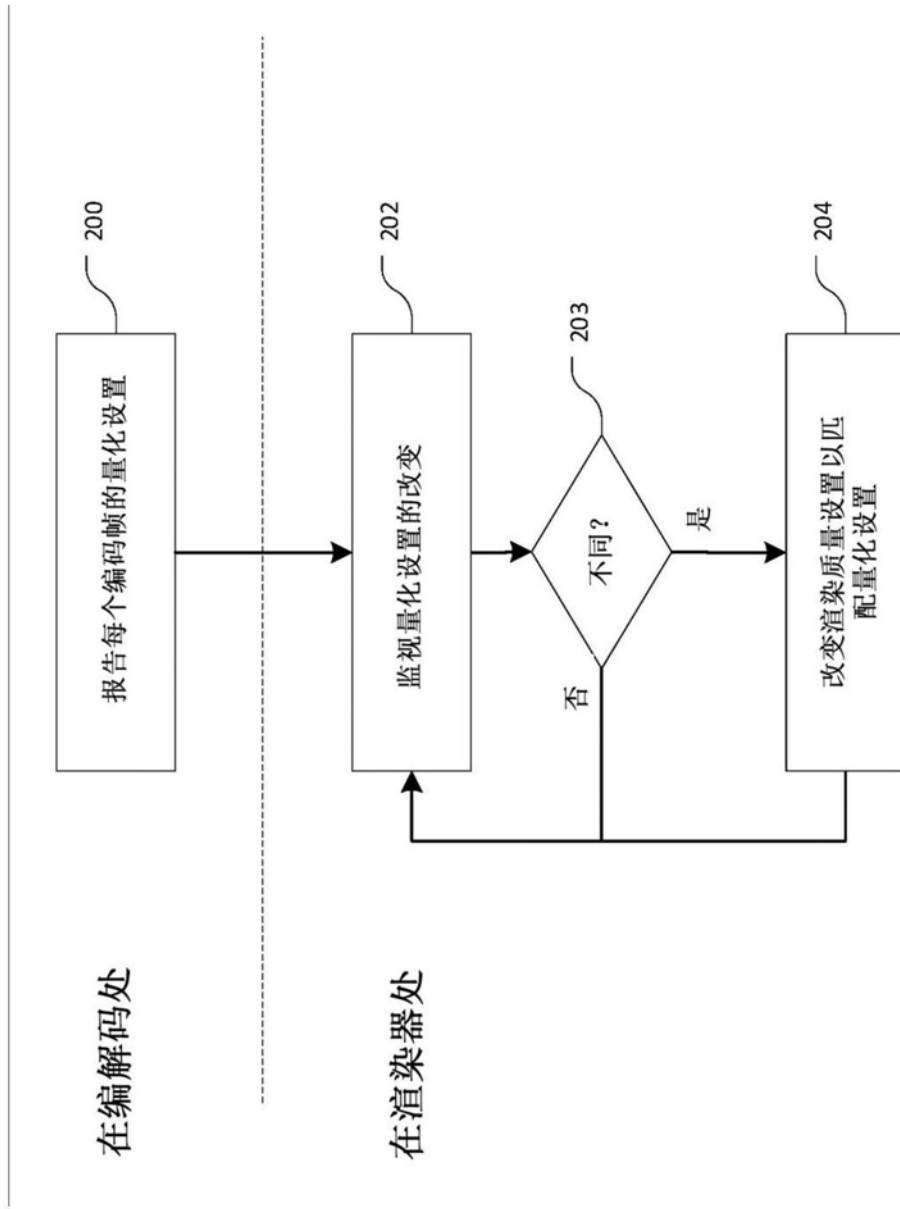 在编解码处
报告每个编码帧的量化设置
200
在渲染器处
监视量化设置的改变
202
不同?
203
否
是
改变渲染质量设置以匹
配量化设置
204